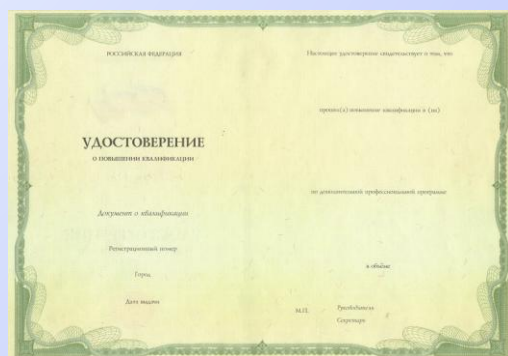 РОССИЙСКАЯ ФЕДЕРАЦИЯ
УДОСТОВЕРЕНИЕ
О ПОВЫШЕНИИ КВАЛИФИКАЦИИ
Документ о квалификации
Регистрационный номер
Город
Дата выдачи
Настоящее удостоверение свидетельствует о том, что
прошел(а) повышение квалификации в (на)
по дополнительной профессиональной программе
в объёме
М.П. Руководитель
Секретарь